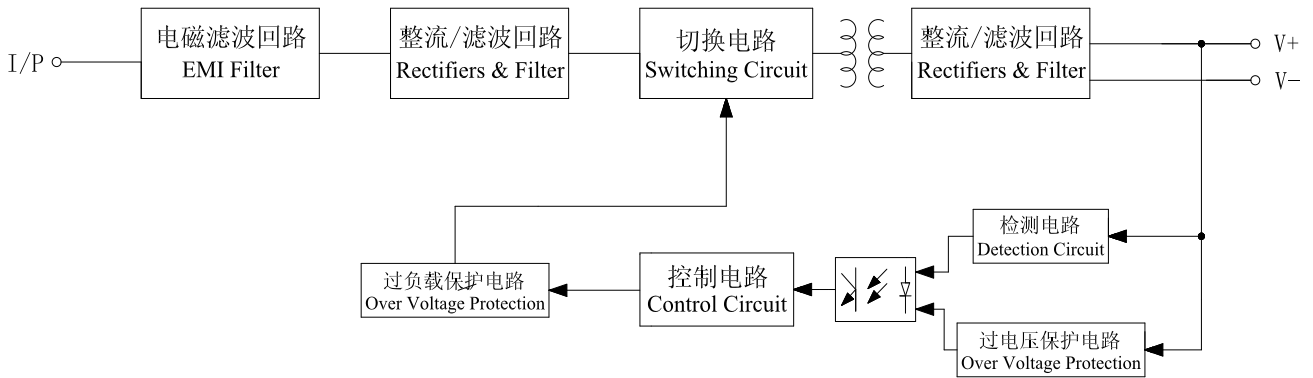 I/P
电磁滤波回路
EMI Filter
整流/滤波回路
Rectifiers & Filter
切换电路
Switching Circuit
整流/滤波回路
Rectifiers & Filter
V+
V-
检测电路
Detection Circuit
过负载保护电路
Over Voltage Protection
控制电路
Control Circuit
过电压保护电路
Over Voltage Protection